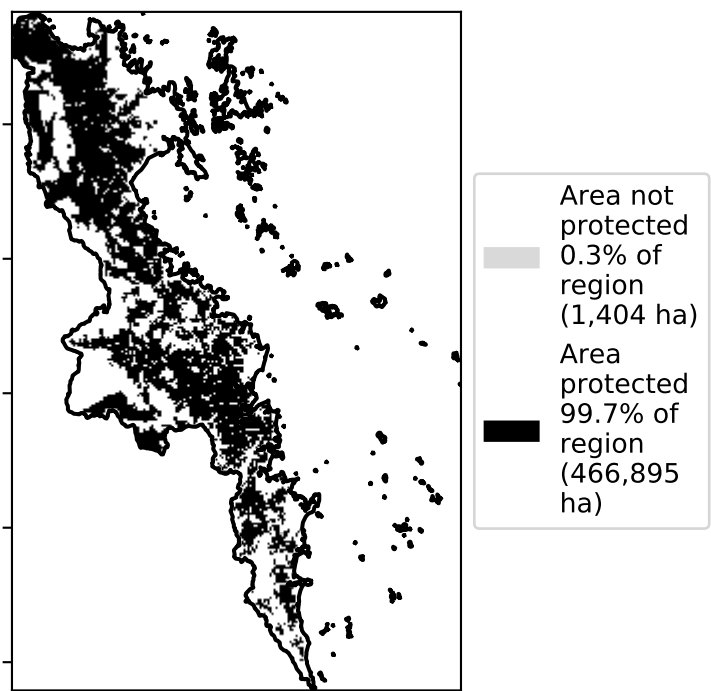 Area not
protected
0.3% of
region
(1,404 ha)
Area
protected
99.7% of
region
(466,895
ha)